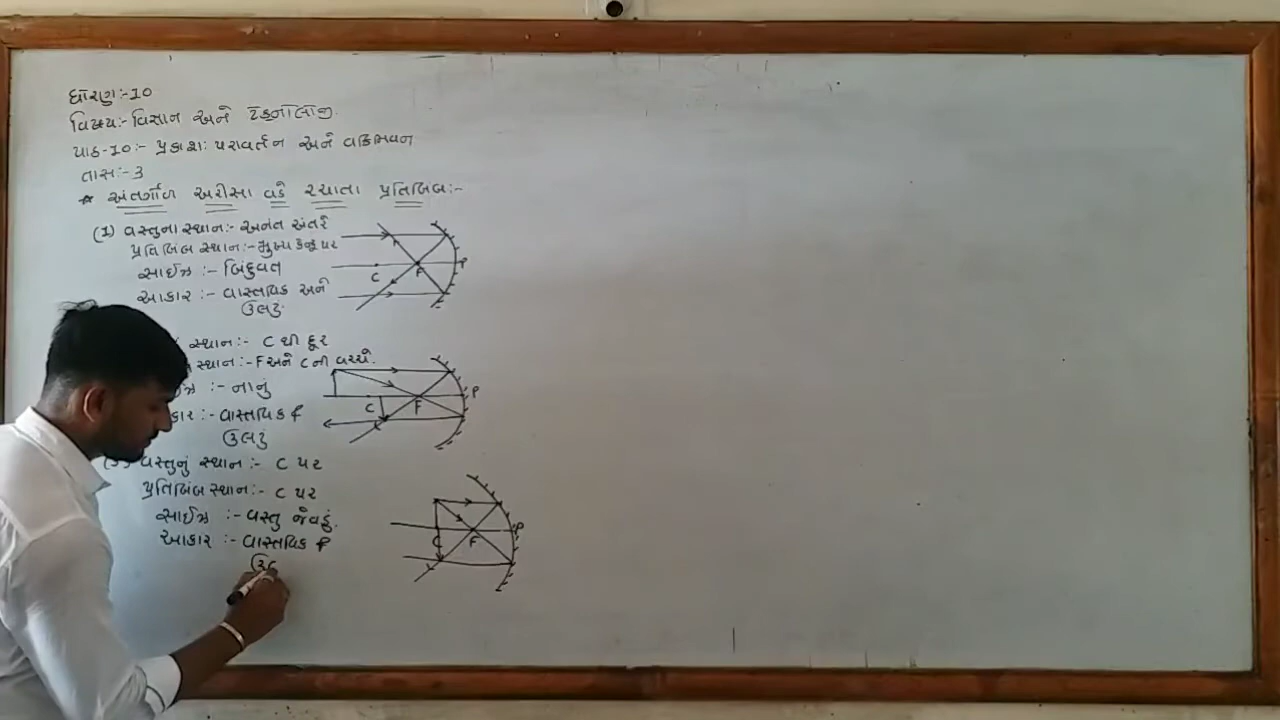 ધોરણ:-10
વિષય:- વિજ્ઞાન અને ટેકનોલોજી.
પાઠ-10:- પ્રકાશ: પરાવર્તન અને વક્રિભવન
તાસ:-3
* અંતર્ગોળ અરીસા વડે રચાતા પ્રતિબિંબ:-
(1) વસ્તુના સ્થાન:- અનંત અંતરે
પ્રતિબિંબ સ્થાન:- મુખ્ય કેન્દ્ર પર
સાઈઝ :- બિંદુવત
આકાર :- વાસ્તવિક અને
ઉલટું
C F P
સ્થાન:- C થી દૂર
સ્થાન:- F અને C ની વચ્ચે.
:- નાનું
કાર:- વાસ્તવિક f
ઉલટું
C F P
વસ્તુનું સ્થાન:- C પર
પ્રતિબિંબ સ્થાન:- C પર
સાઈઝ :- વસ્તુ જેવડું.
આકાર :- વાસ્તવિક f
ઉ
C F P